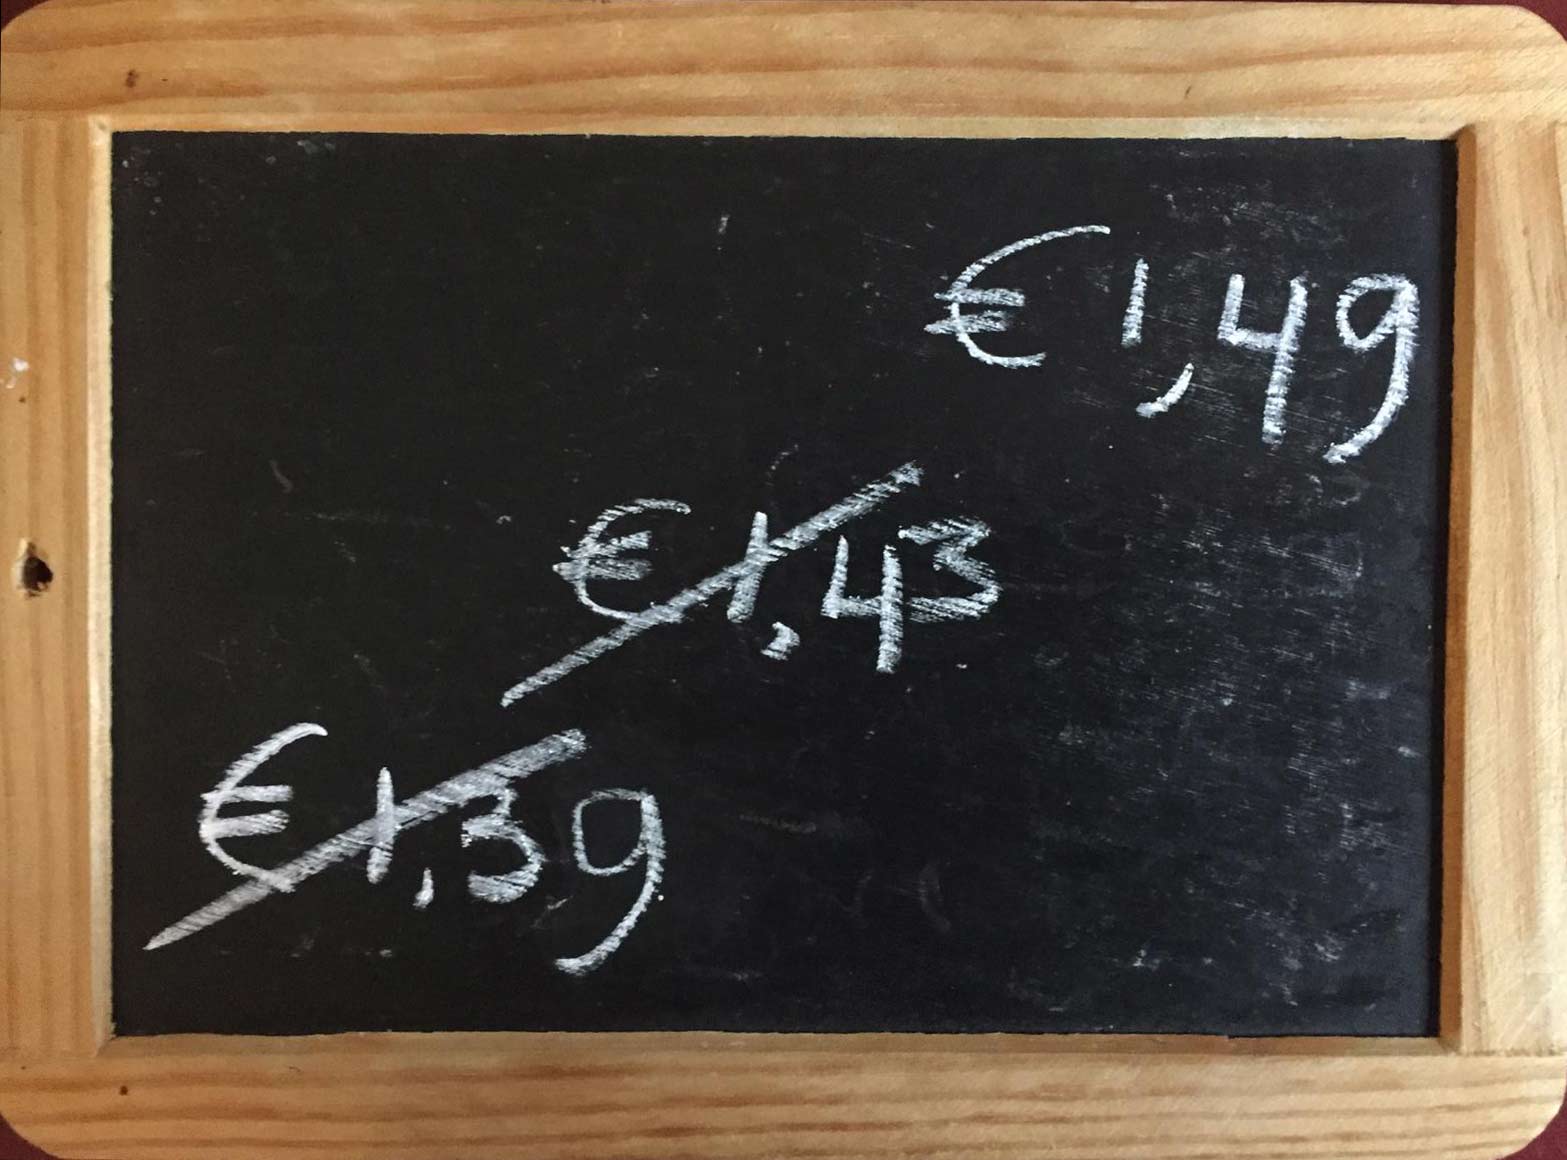 € 1,49
€ 1,43
€ 1,39